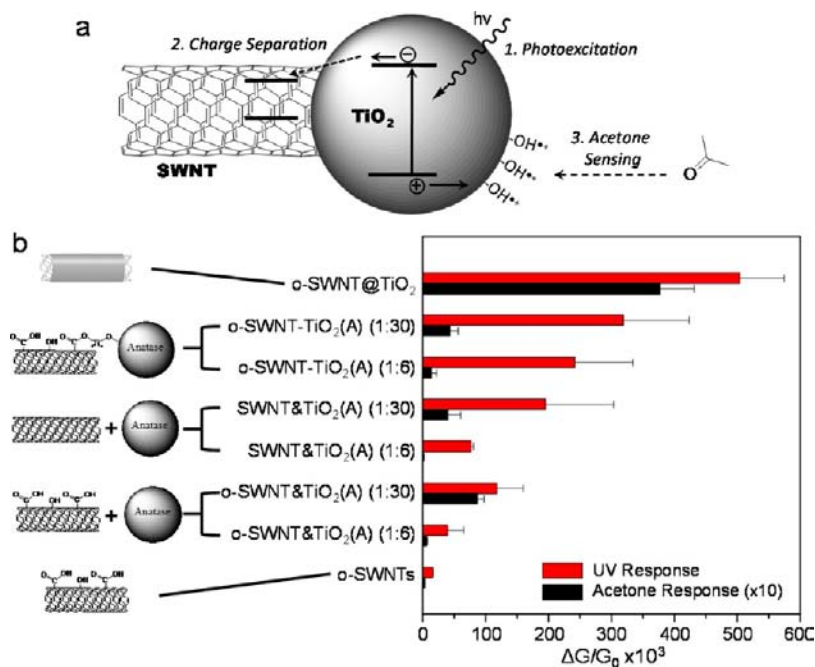 a
2. Charge Separation
hν
1. Photoexcitation
TiO₂
SWNT
OH•+
OH•+
OH•+
3. Acetone
Sensing
O
b
o-SWNT@TiO₂
o-SWNT-TiO₂(A) (1:30)
Anatase
o-SWNT-TiO₂(A) (1:6)
SWNT&TiO₂(A) (1:30)
+
Anatase
SWNT&TiO₂(A) (1:6)
o-SWNT&TiO₂(A) (1:30)
+
Anatase
o-SWNT&TiO₂(A) (1:6)
o-SWNTs
UV Response
Acetone Response (x10)
0 100 200 300 400 500 600
ΔG/G₀ x10³